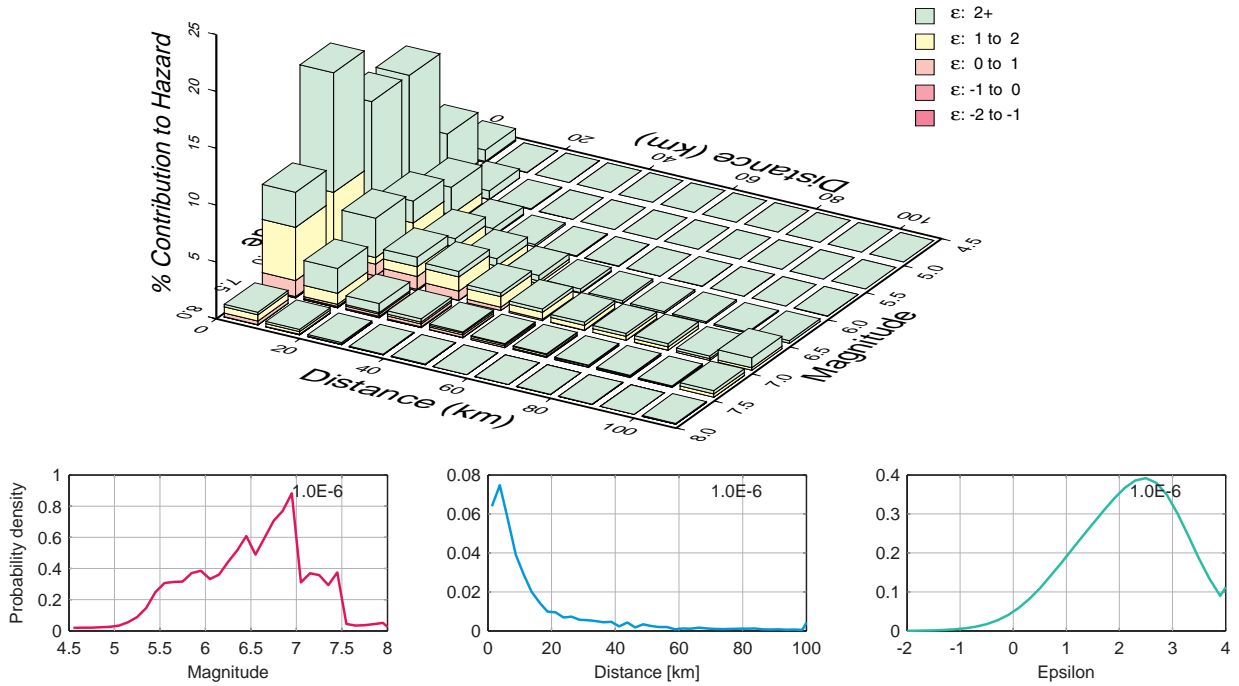 % Contribution to Hazard
25
20
15
10
5
ε: 2+
ε: 1 to 2
ε: 0 to 1
ε: -1 to 0
ε: -2 to -1
0
20
40
60
80
100
Distance (km)
4.5
5.0
5.5
6.0
6.5
7.0
7.5
8.0
Magnitude
7.5
8.0
0
20
40
60
80
100
Distance (km)
1
0.8
0.6
0.4
0.2
0
Probability density
1.0E-6
4.5 5 5.5 6 6.5 7 7.5 8
Magnitude
0.08
0.06
0.04
0.02
0
1.0E-6
0 20 40 60 80 100
Distance [km]
0.4
0.3
0.2
0.1
0
1.0E-6
-2 -1 0 1 2 3 4
Epsilon